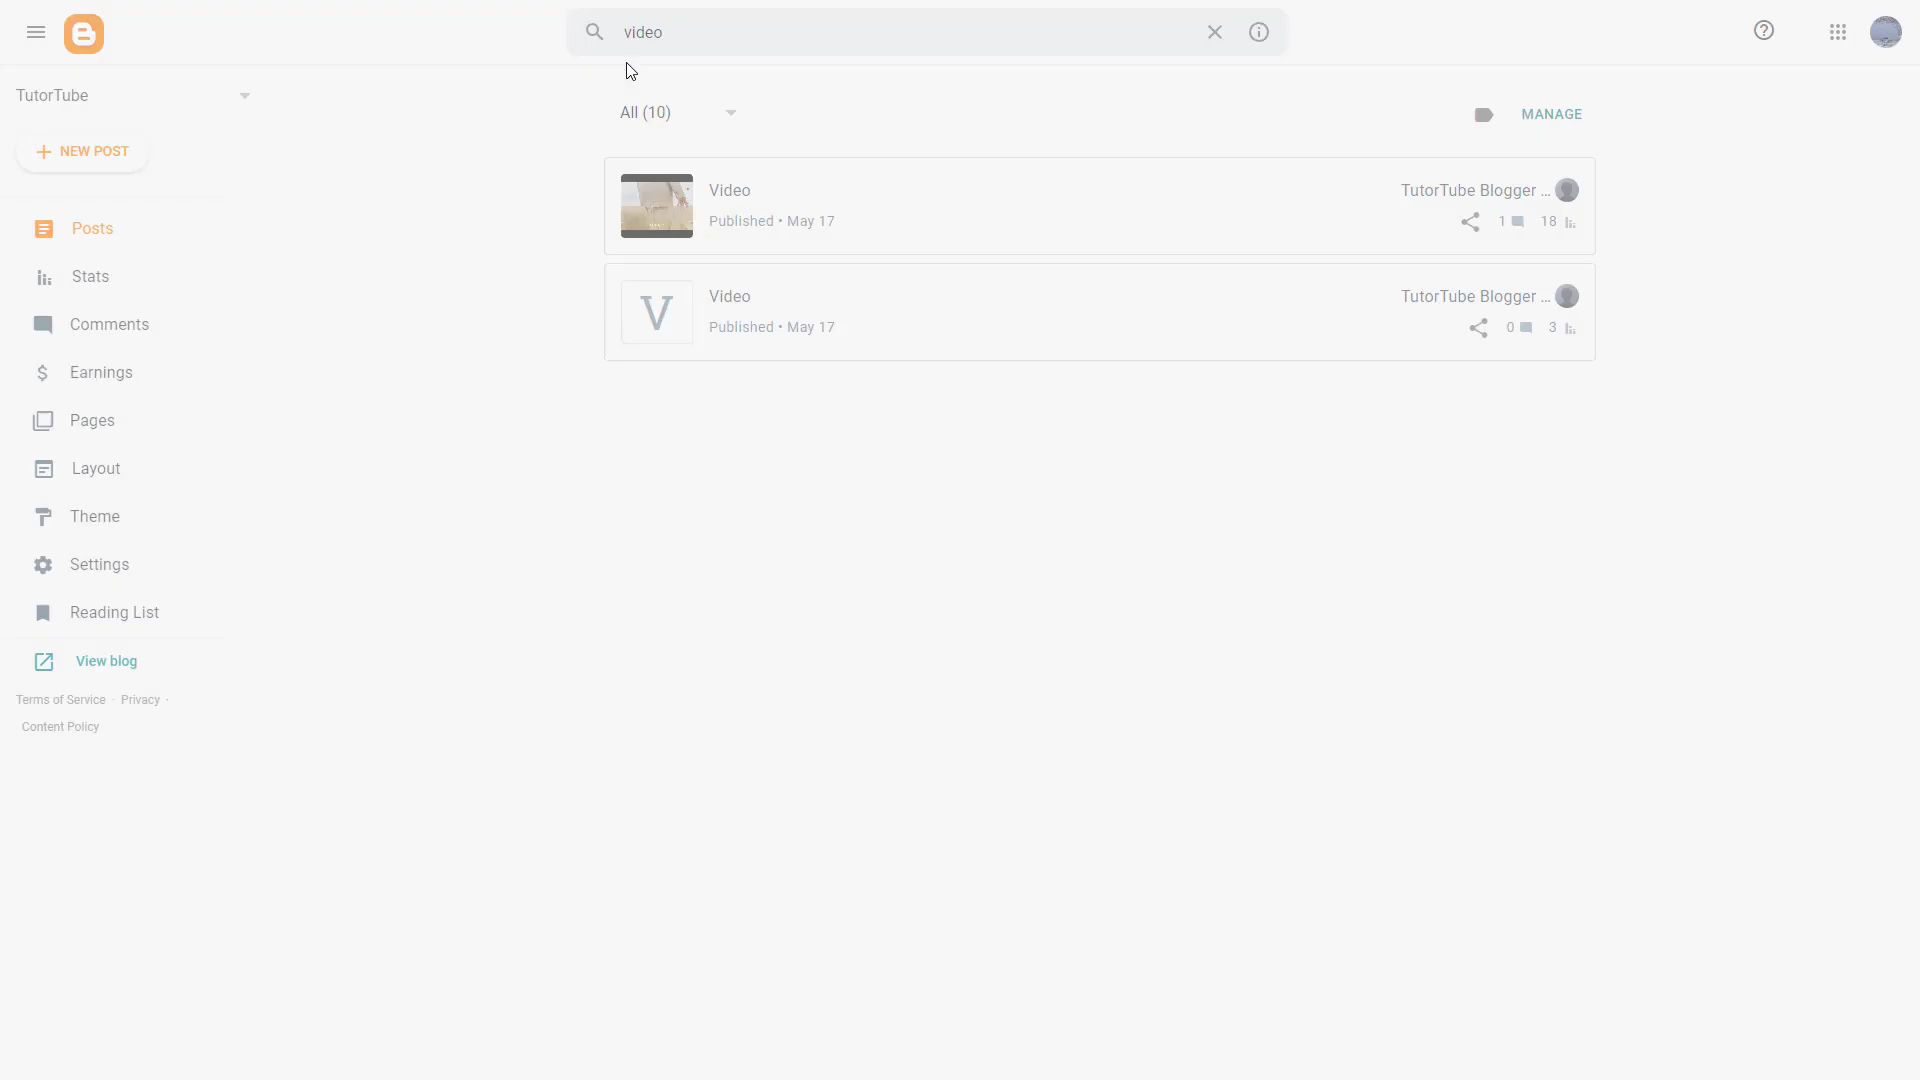 video
TutorTube
All (10)
MANAGE
NEW POST
Video
TutorTube Blogger ...
Published • May 17
1
18
V
Video
TutorTube Blogger ...
Published • May 17
0
3
Posts
Stats
Comments
Earnings
Pages
Layout
Theme
Settings
Reading List
View blog
Terms of Service · Privacy ·
Content Policy